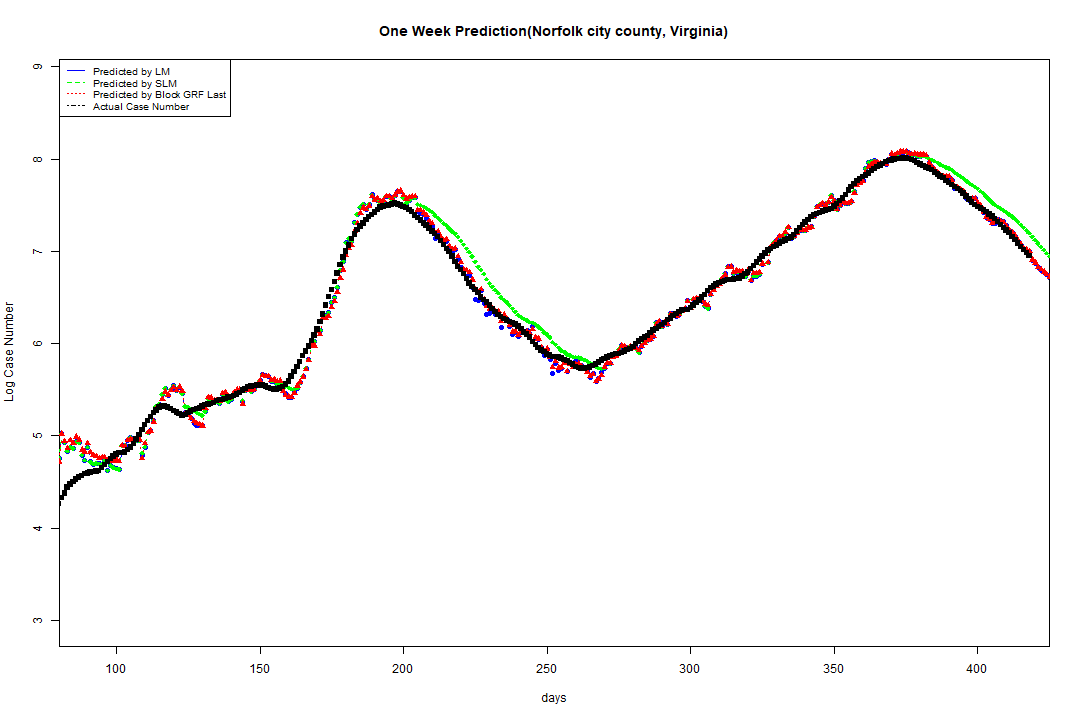 One Week Prediction(Norfolk city county, Virginia)
Predicted by LM
Predicted by SLM
Predicted by Block GRF Last
Actual Case Number
9
8
7
6
5
4
3
Log Case Number
100 150 200 250 300 350 400
days